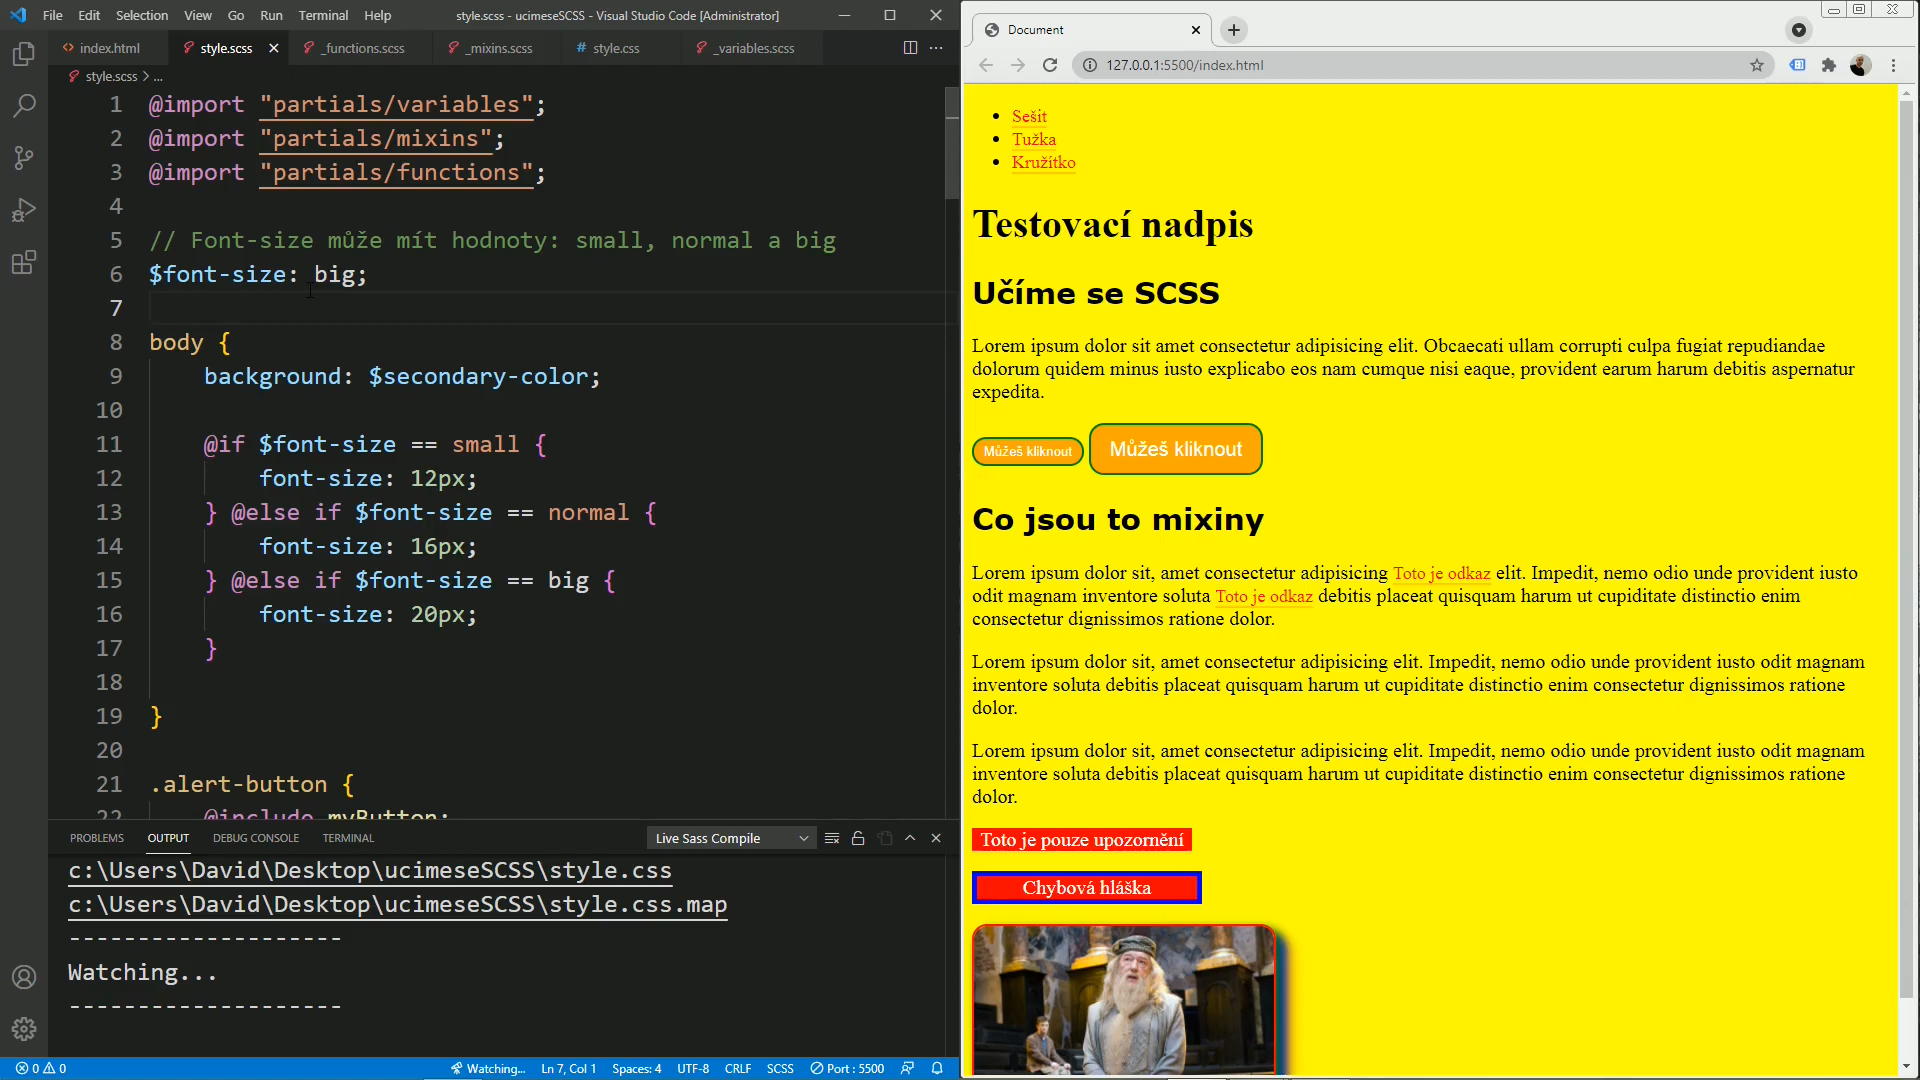 File Edit Selection View Go Run Terminal Help style.scss - ucimeseSCSS - Visual Studio Code [Administrator]
index.html style.scss _functions.scss _mixins.scss style.css _variables.scss
style.scss > ...
1 @import "partials/variables";
2 @import "partials/mixins";
3 @import "partials/functions";
4
5 // Font-size může mít hodnoty: small, normal a big
6 $font-size: big;
7
8 body {
9 background: $secondary-color;
10
11 @if $font-size == small {
12 font-size: 12px;
13 } @else if $font-size == normal {
14 font-size: 16px;
15 } @else if $font-size == big {
16 font-size: 20px;
17 }
18
19 }
20
21 .alert-button {
22 @include myButton;
PROBLEMS OUTPUT DEBUG CONSOLE TERMINAL Live Sass Compile
c:\Users\David\Desktop\ucimeseSCSS\style.css
c:\Users\David\Desktop\ucimeseSCSS\style.css.map
--------------------
Watching...
--------------------
0 0 Watching... Ln 7, Col 1 Spaces: 4 UTF-8 CRLF SCSS Port : 5500
Document
127.0.0.1:5500/index.html
Sešit
Tužka
Kružítko
Testovací nadpis
Učíme se SCSS
Lorem ipsum dolor sit amet consectetur adipisicing elit. Obcaecati ullam corrupti culpa fugiat repudiandae
dolorum quidem minus iusto explicabo eos nam cumque nisi eaque, provident earum harum debitis aspernatur
expedita.
Můžeš kliknout Můžeš kliknout
Co jsou to mixiny
Lorem ipsum dolor sit, amet consectetur adipisicing Toto je odkaz elit. Impedit, nemo odio unde provident iusto
odit magnam inventore soluta Toto je odkaz debitis placeat quisquam harum ut cupiditate distinctio enim
consectetur dignissimos ratione dolor.
Lorem ipsum dolor sit, amet consectetur adipisicing elit. Impedit, nemo odio unde provident iusto odit magnam
inventore soluta debitis placeat quisquam harum ut cupiditate distinctio enim consectetur dignissimos ratione
dolor.
Lorem ipsum dolor sit, amet consectetur adipisicing elit. Impedit, nemo odio unde provident iusto odit magnam
inventore soluta debitis placeat quisquam harum ut cupiditate distinctio enim consectetur dignissimos ratione
dolor.
Toto je pouze upozornění
Chybová hláška